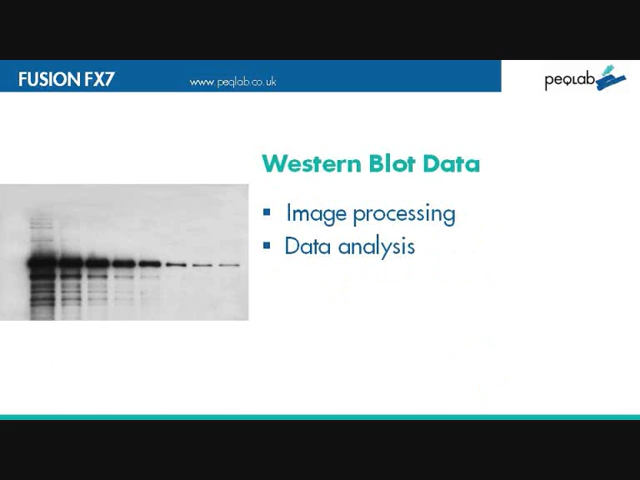 FUSION FX7
www.peqlab.co.uk
peqlab
Western Blot Data
▪ Image processing
▪ Data analysis